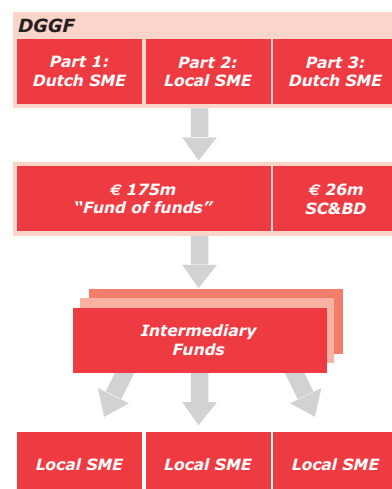 DGGF
Part 1:
Dutch SME
Part 2:
Local SME
Part 3:
Dutch SME
€ 175m
“Fund of funds”
€ 26m
SC&BD
Intermediary
Funds
Local SME
Local SME
Local SME